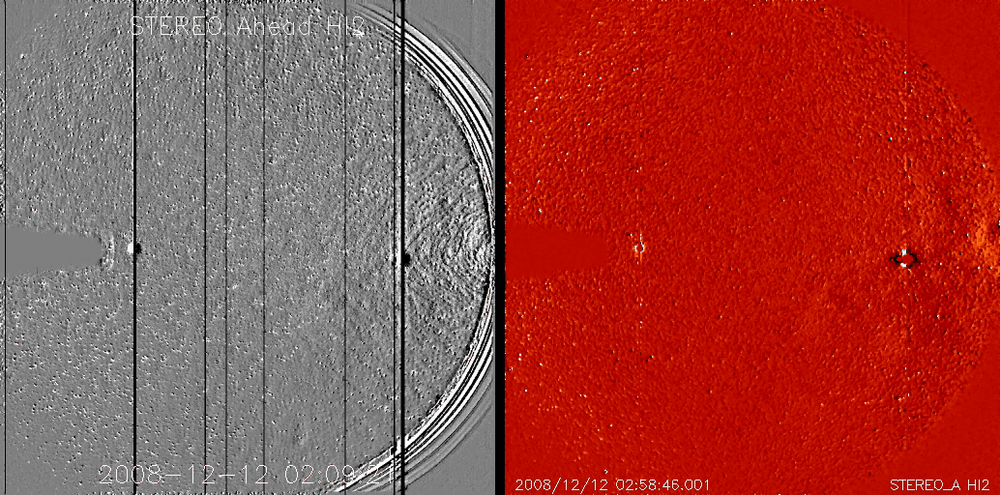 STEREO Ahead HI2
2008-12-12 02:09:21
2008/12/12 02:58:46.001
STEREO_A HI2